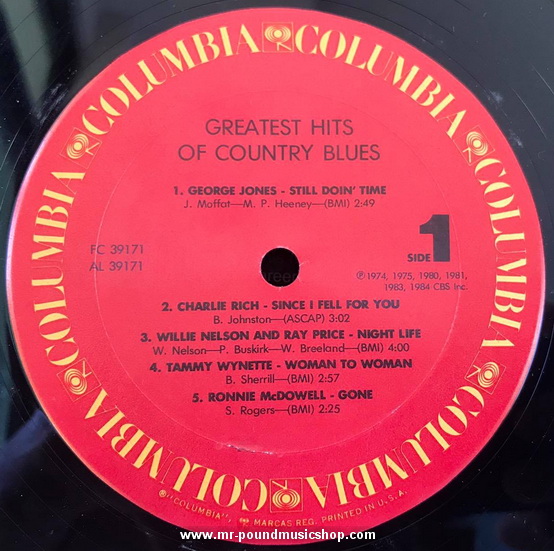 COLUMBIA COLUMBIA COLUMBIA COLUMBIA COLUMBIA COLUMBIA COLUMBIA COLUMBIA
GREATEST HITS
OF COUNTRY BLUES
1. GEORGE JONES - STILL DOIN' TIME
J. Moffat—M. P. Heeney—(BMI) 2:49
FC 39171
AL 39171
SIDE 1
℗ 1974, 1975, 1980, 1981,
1983, 1984 CBS Inc.
2. CHARLIE RICH - SINCE I FELL FOR YOU
B. Johnston—(ASCAP) 3:02
3. WILLIE NELSON AND RAY PRICE - NIGHT LIFE
W. Nelson—P. Buskirk—W. Breeland—(BMI) 4:00
4. TAMMY WYNETTE - WOMAN TO WOMAN
B. Sherrill—(BMI) 2:57
5. RONNIE McDOWELL - GONE
S. Rogers—(BMI) 2:25
® "COLUMBIA", MARCAS REG. PRINTED IN U.S.A.
www.mr-poundmusicshop.com